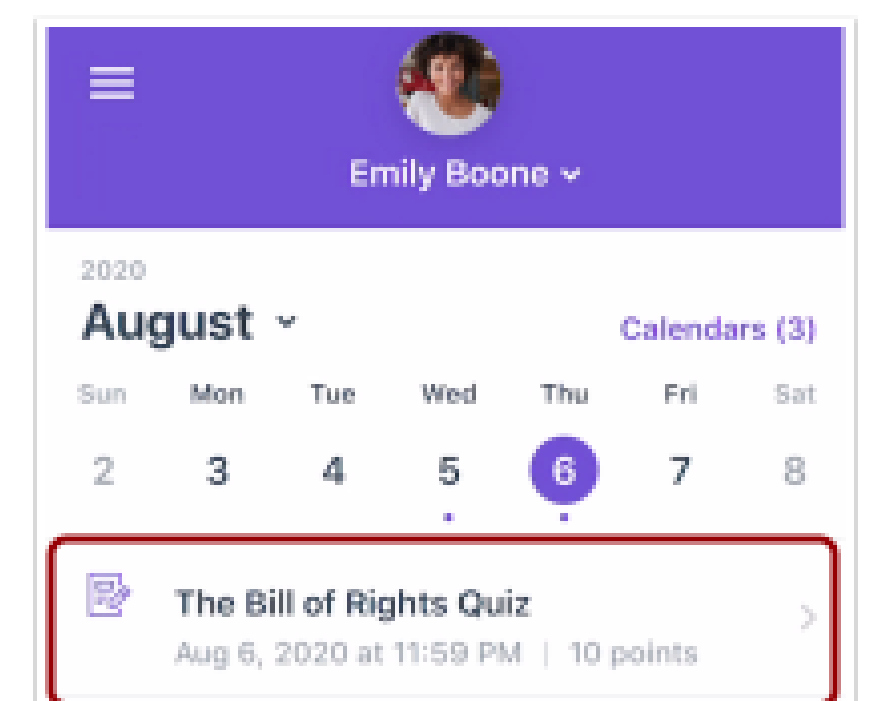 Emily Boone
2020
August
Calendars (3)
Sun Mon Tue Wed Thu Fri Sat
2 3 4 5 6 7 8
The Bill of Rights Quiz
Aug 6, 2020 at 11:59 PM | 10 points